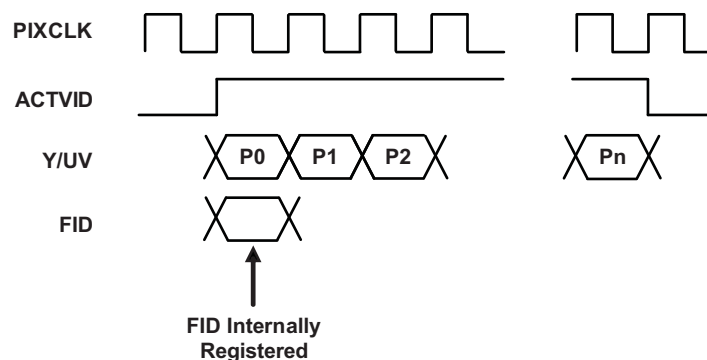 PIXCLK
ACTVID
Y/UV
P0 P1 P2 Pn
FID
FID Internally
Registered